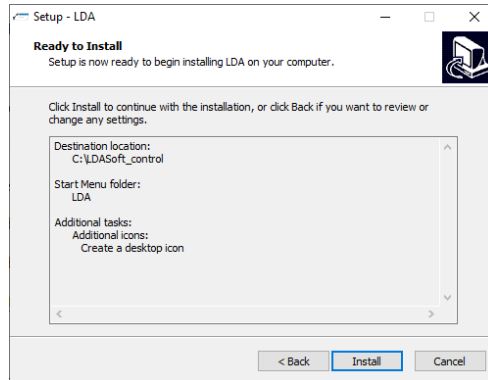 Setup - LDA
Ready to Install
Setup is now ready to begin installing LDA on your computer.
Click Install to continue with the installation, or click Back if you want to review or
change any settings.
Destination location:
C:\LDASoft_control
Start Menu folder:
LDA
Additional tasks:
Additional icons:
Create a desktop icon
< Back
Install
Cancel